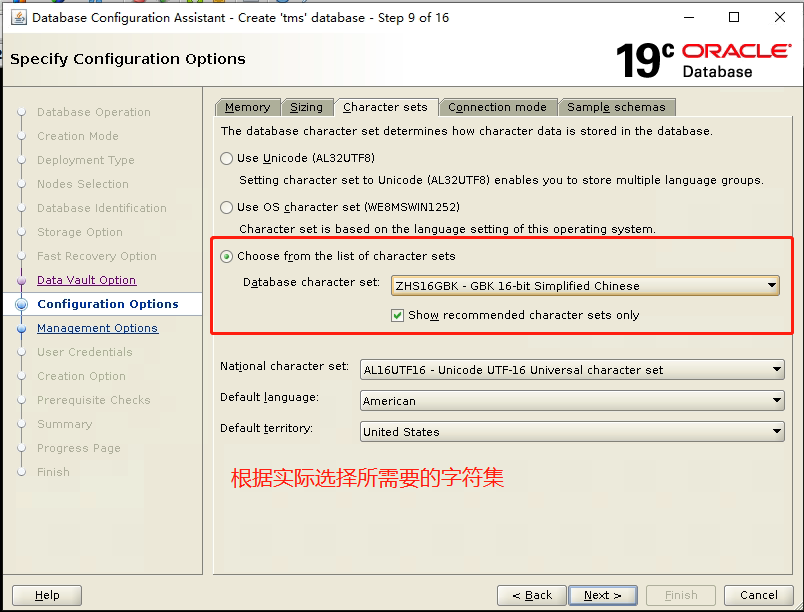 Database Configuration Assistant - Create 'tms' database - Step 9 of 16
Specify Configuration Options
19c ORACLE®
Database
Database Operation
Creation Mode
Deployment Type
Nodes Selection
Database Identification
Storage Option
Fast Recovery Option
Data Vault Option
Configuration Options
Management Options
User Credentials
Creation Option
Prerequisite Checks
Summary
Progress Page
Finish
Memory Sizing Character sets Connection mode Sample schemas
The database character set determines how character data is stored in the database.
Use Unicode (AL32UTF8)
Setting character set to Unicode (AL32UTF8) enables you to store multiple language groups.
Use OS character set (WE8MSWIN1252)
Character set is based on the language setting of this operating system.
Choose from the list of character sets
Database character set: ZHS16GBK - GBK 16-bit Simplified Chinese
Show recommended character sets only
National character set: AL16UTF16 - Unicode UTF-16 Universal character set
Default language: American
Default territory: United States
根据实际选择所需要的字符集
Help < Back Next > Finish Cancel